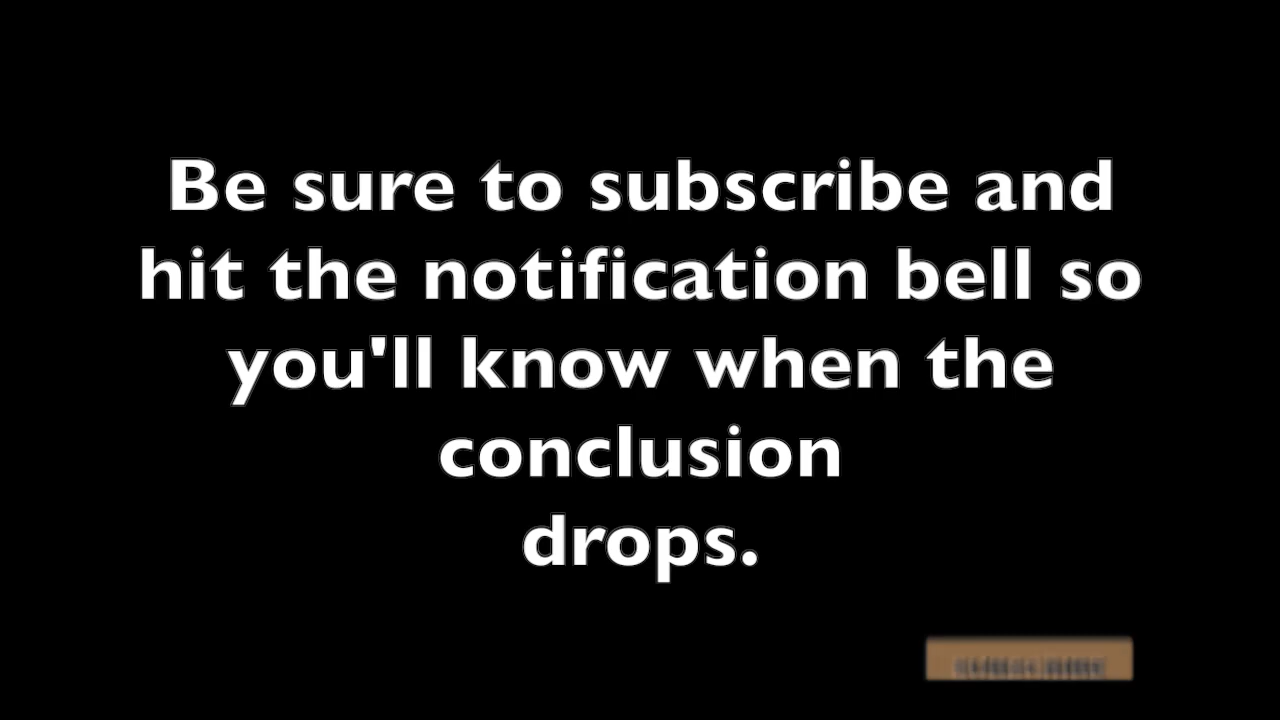 Be sure to subscribe and
hit the notification bell so
you'll know when the
conclusion
drops.